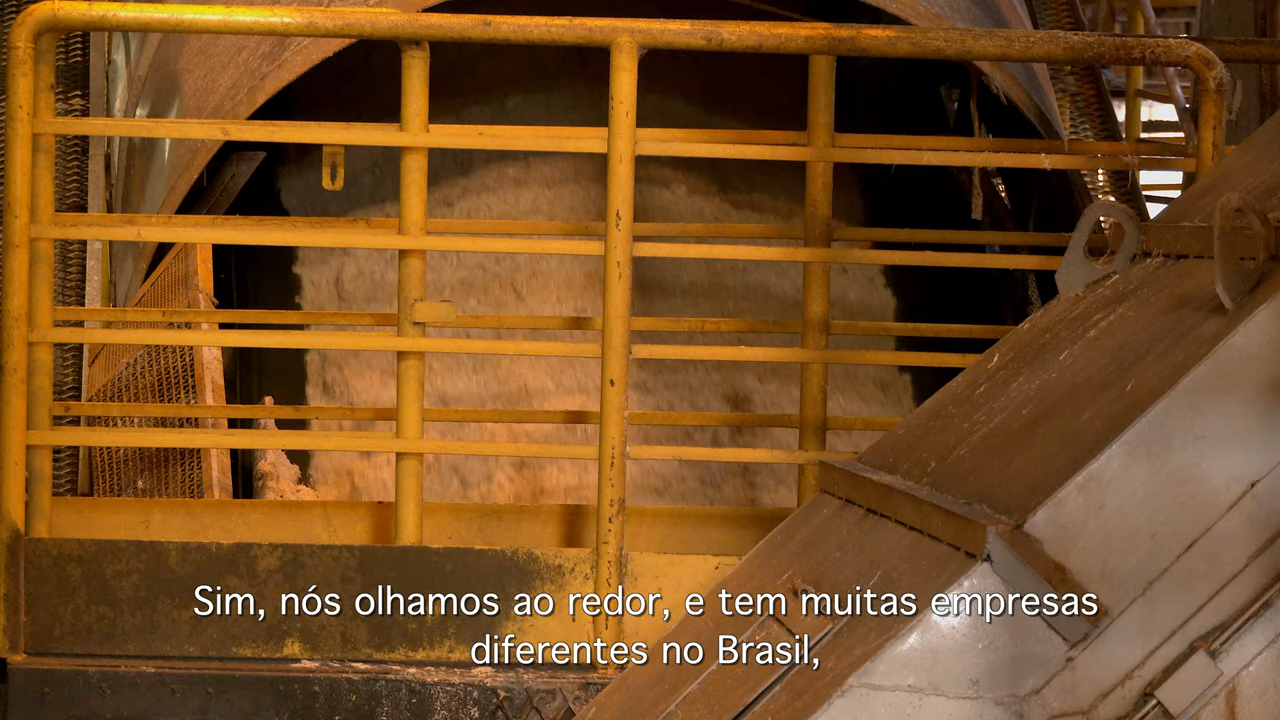 Sim, nós olhamos ao redor, e tem muitas empresas
diferentes no Brasil,